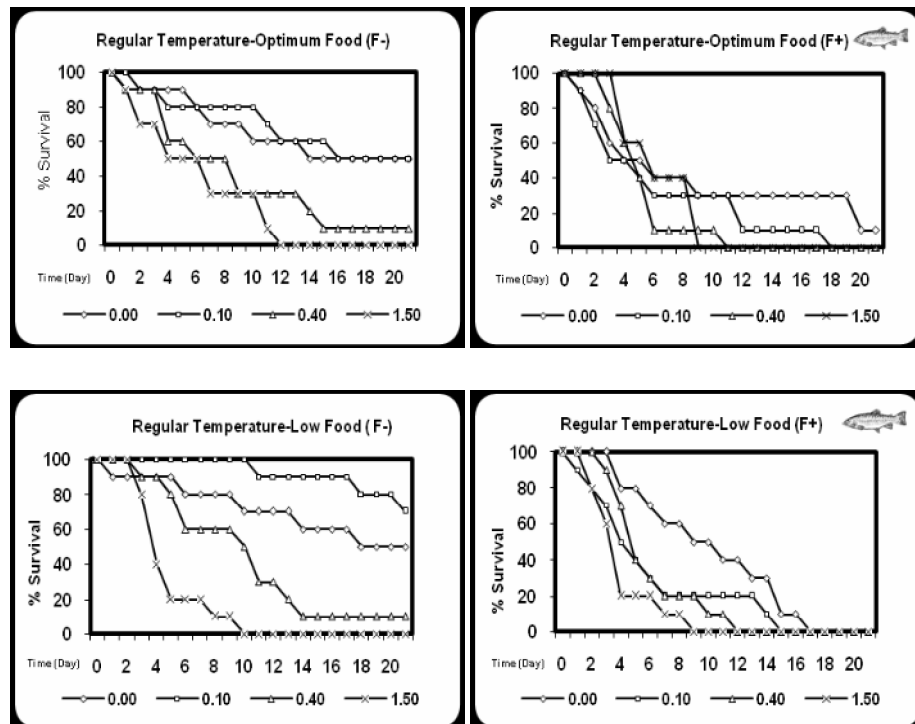 Regular Temperature-Optimum Food (F-)
% Survival
100
80
60
40
20
0
Time (Day) 0 2 4 6 8 10 12 14 16 18 20
0.00 0.10 0.40 1.50
Regular Temperature-Optimum Food (F+)
% Survival
100
80
60
40
20
0
Time (Day) 0 2 4 6 8 10 12 14 16 18 20
0.00 0.10 0.40 1.50
Regular Temperature-Low Food ( F-)
% Survival
100
80
60
40
20
0
Time (Day) 0 2 4 6 8 10 12 14 16 18 20
0.00 0.10 0.40 1.50
Regular Temperature-Low Food (F+)
% Survival
100
80
60
40
20
0
Time (Day) 0 2 4 6 8 10 12 14 16 18 20
0.00 0.10 0.40 1.50